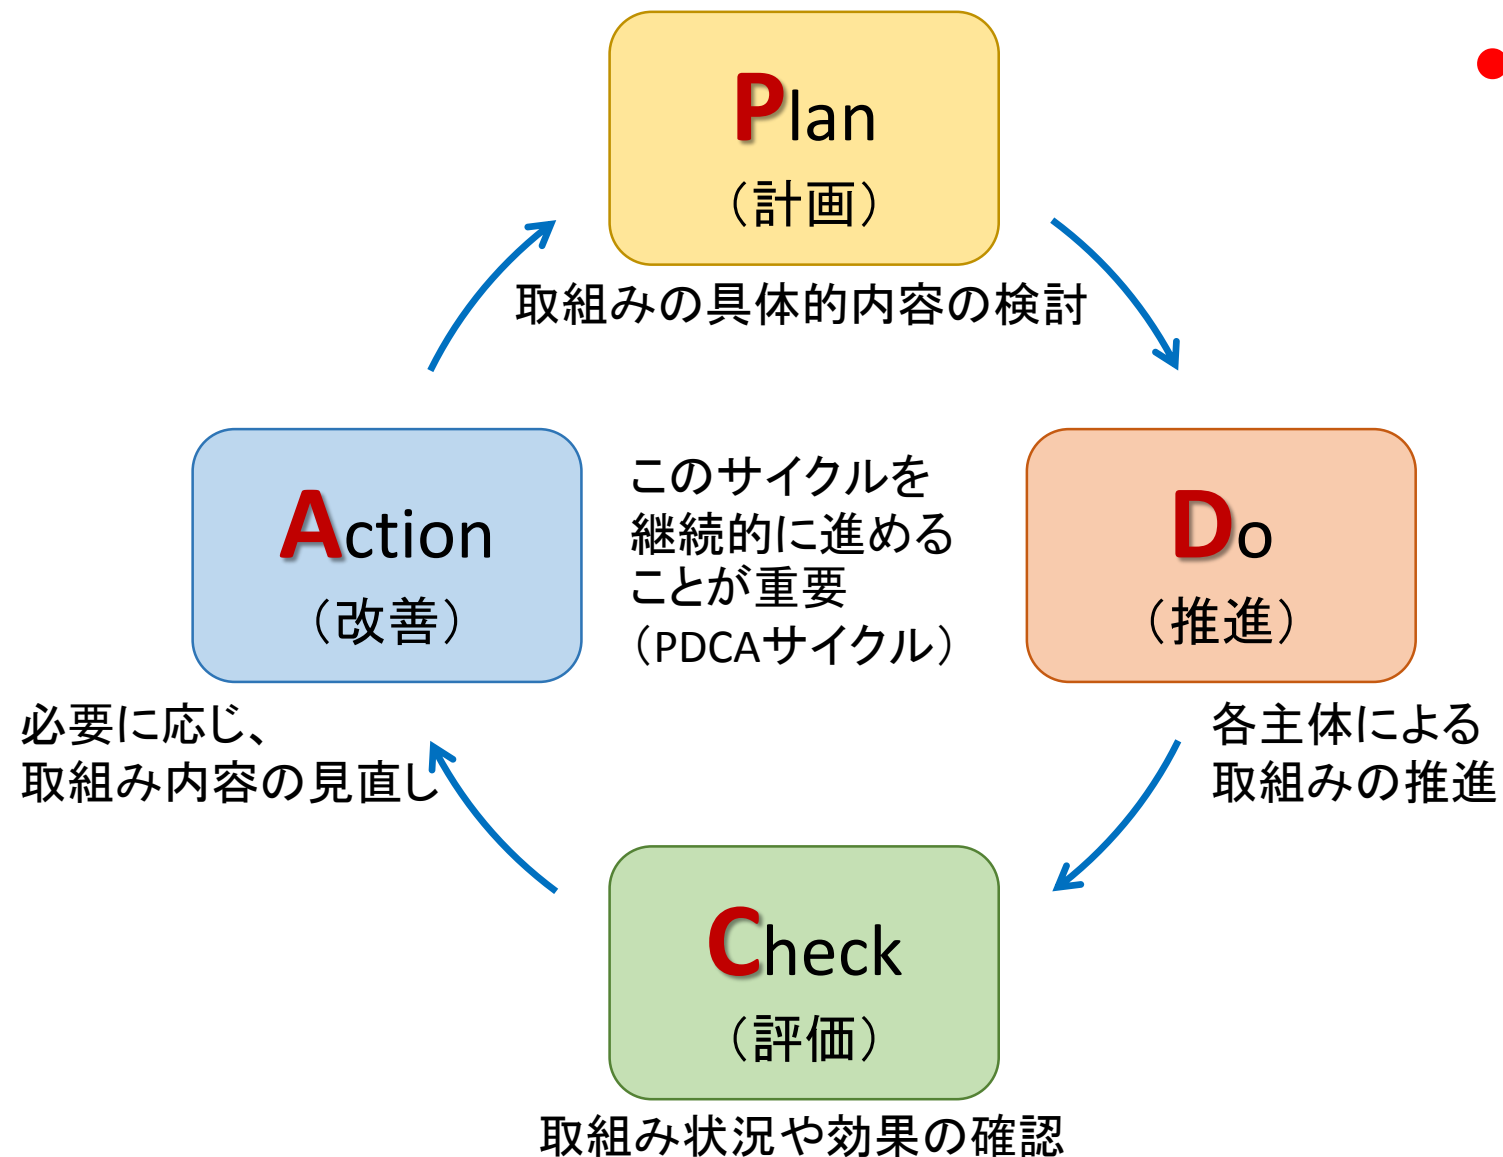 Plan
（計画）
取組みの具体的内容の検討
Action
（改善）
必要に応じ、
取組み内容の見直し
このサイクルを
継続的に進める
ことが重要
（PDCAサイクル）
Do
（推進）
各主体による
取組みの推進
Check
（評価）
取組み状況や効果の確認